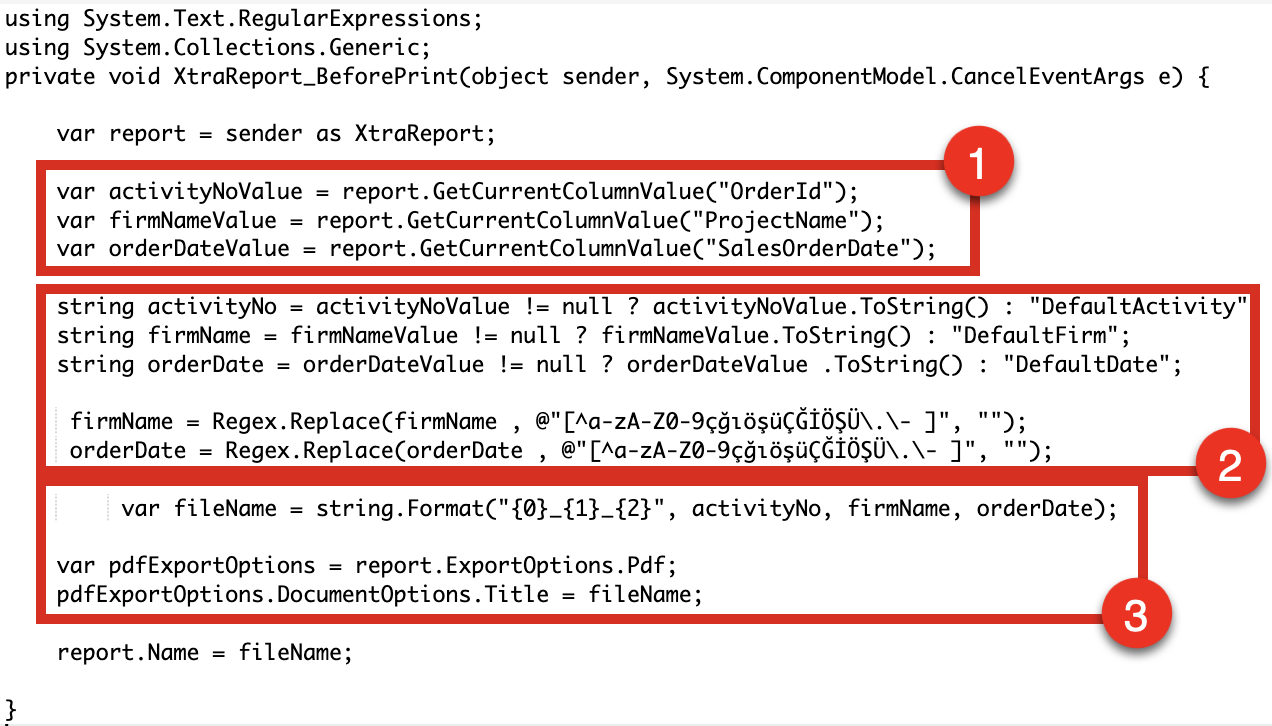 using System.Text.RegularExpressions;
using System.Collections.Generic;
private void XtraReport_BeforePrint(object sender, System.ComponentModel.CancelEventArgs e) {
var report = sender as XtraReport;
1
var activityNoValue = report.GetCurrentColumnValue("OrderId");
var firmNameValue = report.GetCurrentColumnValue("ProjectName");
var orderDateValue = report.GetCurrentColumnValue("SalesOrderDate");
string activityNo = activityNoValue != null ? activityNoValue.ToString() : "DefaultActivity"
string firmName = firmNameValue != null ? firmNameValue.ToString() : "DefaultFirm";
string orderDate = orderDateValue != null ? orderDateValue .ToString() : "DefaultDate";
firmName = Regex.Replace(firmName , @"[^a-zA-Z0-9çğıöşüÇĞİÖŞÜ\.\- ]", "");
orderDate = Regex.Replace(orderDate , @"[^a-zA-Z0-9çğıöşüÇĞİÖŞÜ\.\- ]", "");
2
var fileName = string.Format("{0}_{1}_{2}", activityNo, firmName, orderDate);
var pdfExportOptions = report.ExportOptions.Pdf;
pdfExportOptions.DocumentOptions.Title = fileName;
3
report.Name = fileName;
}